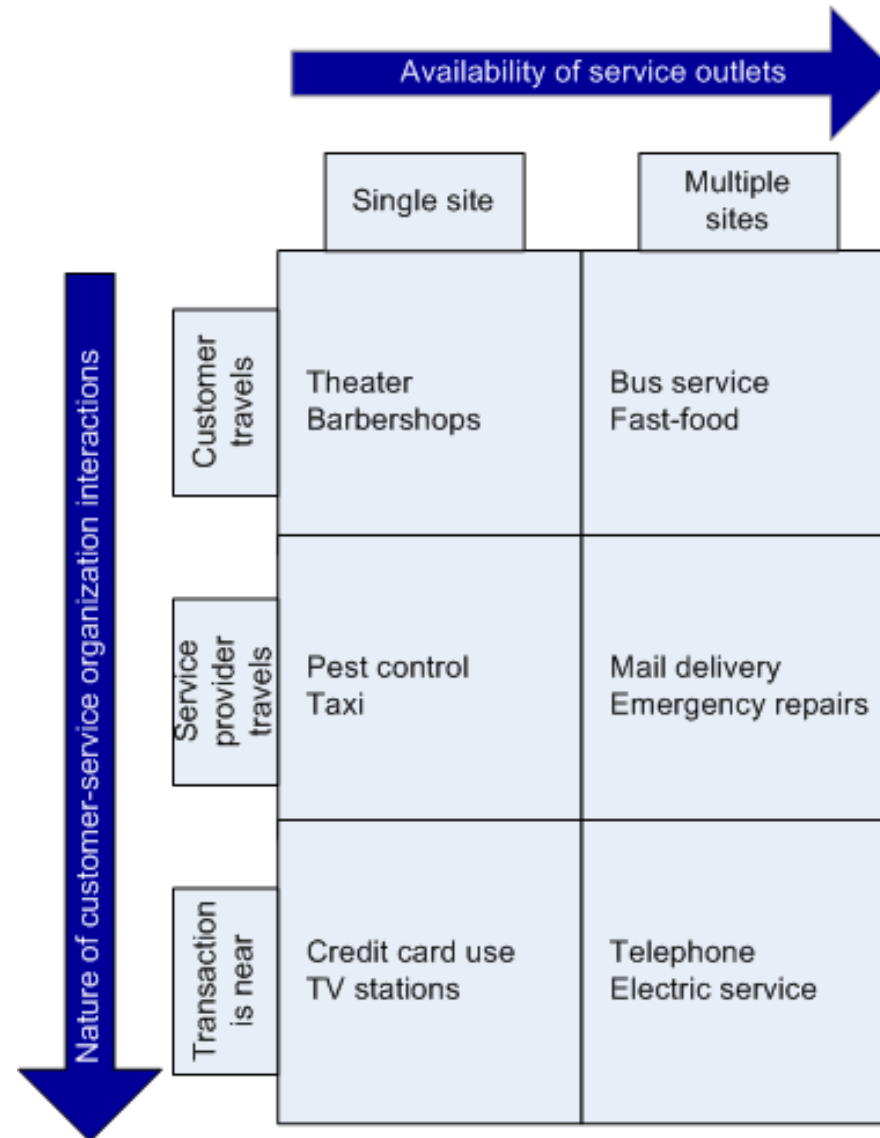 Availability of service outlets
Single site
Multiple
sites
Nature of customer-service organization interactions
Customer
travels
Theater
Barbershops
Bus service
Fast-food
Service
provider
travels
Pest control
Taxi
Mail delivery
Emergency repairs
Transaction
is near
Credit card use
TV stations
Telephone
Electric service